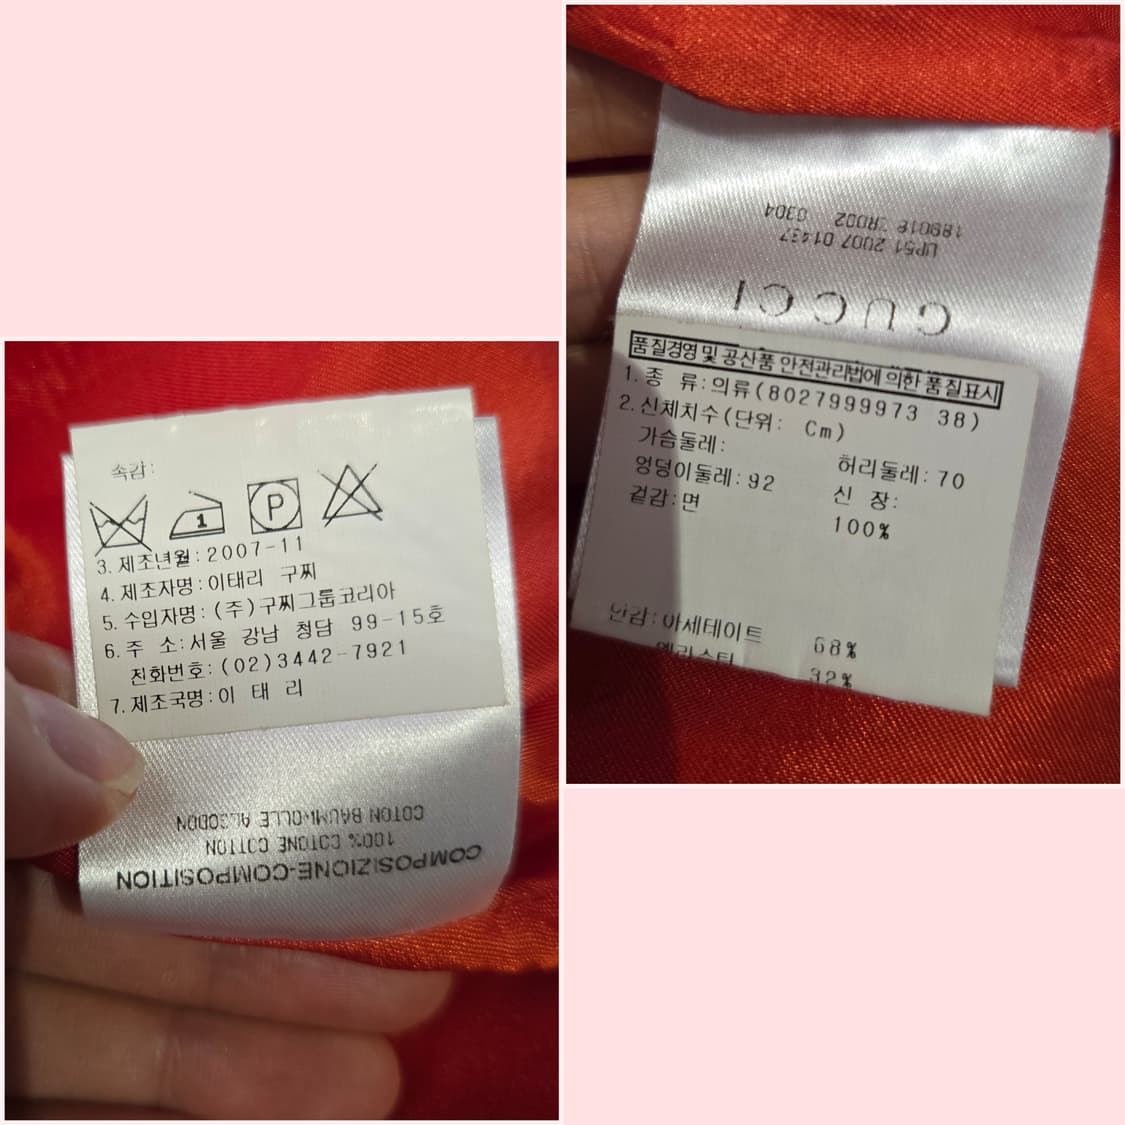 속감:
1
P
3. 제조년월:2007-11
4. 제조자명:이태리 구찌
5. 수입자명:(주)구찌그룹코리아
6. 주 소:서울 강남 청담 99-15호
전화번호:(02)3442-7921
7. 제조국명:이 태 리
COMPOSIZIONE-COMPOSITION
100% COTONE COTTON
COTON BAUMWOLLE ALGODON
GUCCI
UP51 2007 01437
0304
품질경영 및 공산품 안전관리법에 의한 품질표시
1. 종 류:의류(8027999973 38)
2. 신체치수(단위: Cm)
가슴둘레:
허리둘레:70
엉덩이둘레:92
신 장:
겉감:면
100%
안감:아세테이트 68%
32%